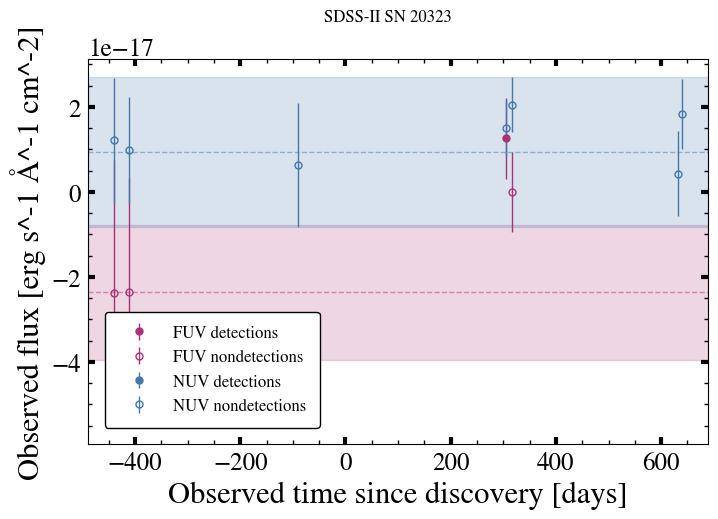 SDSS-II SN 20323
1e−17
Observed flux [erg s^-1 Å^-1 cm^-2]
2
0
−2
−4
FUV detections
FUV nondetections
NUV detections
NUV nondetections
−400 −200 0 200 400 600
Observed time since discovery [days]